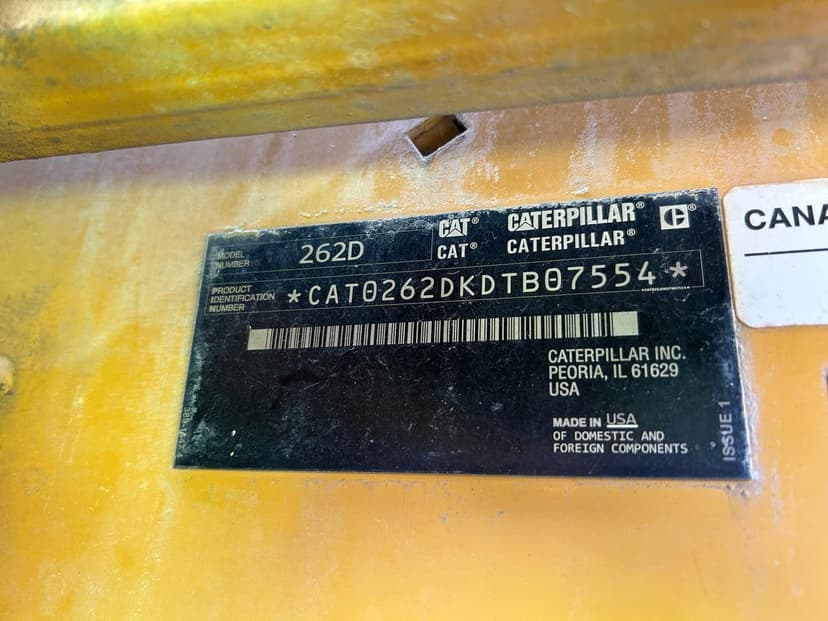 MODEL NUMBER 262D
CAT® CATERPILLAR® C®
CAT® CATERPILLAR®
PRODUCT IDENTIFICATION NUMBER *CAT0262DKDTB07554*
CATERPILLAR INC.
PEORIA, IL 61629
USA
MADE IN USA
OF DOMESTIC AND
FOREIGN COMPONENTS
ISSUE 1
CANA